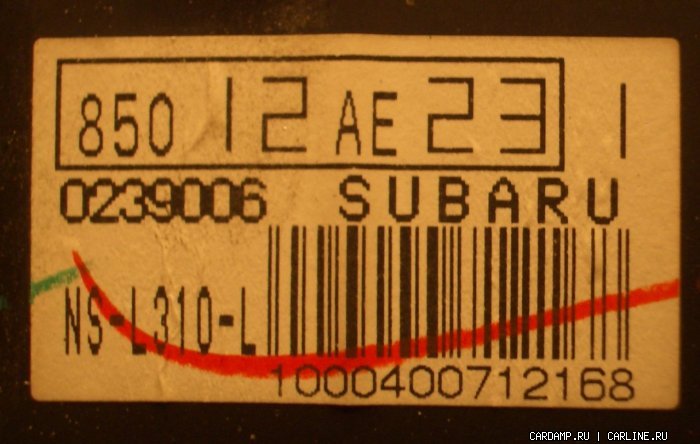 850 12 AE 23 1
0239006 SUBARU
NS-L310-L
1000400712168
CARDAMP.RU | CARLINE.RU